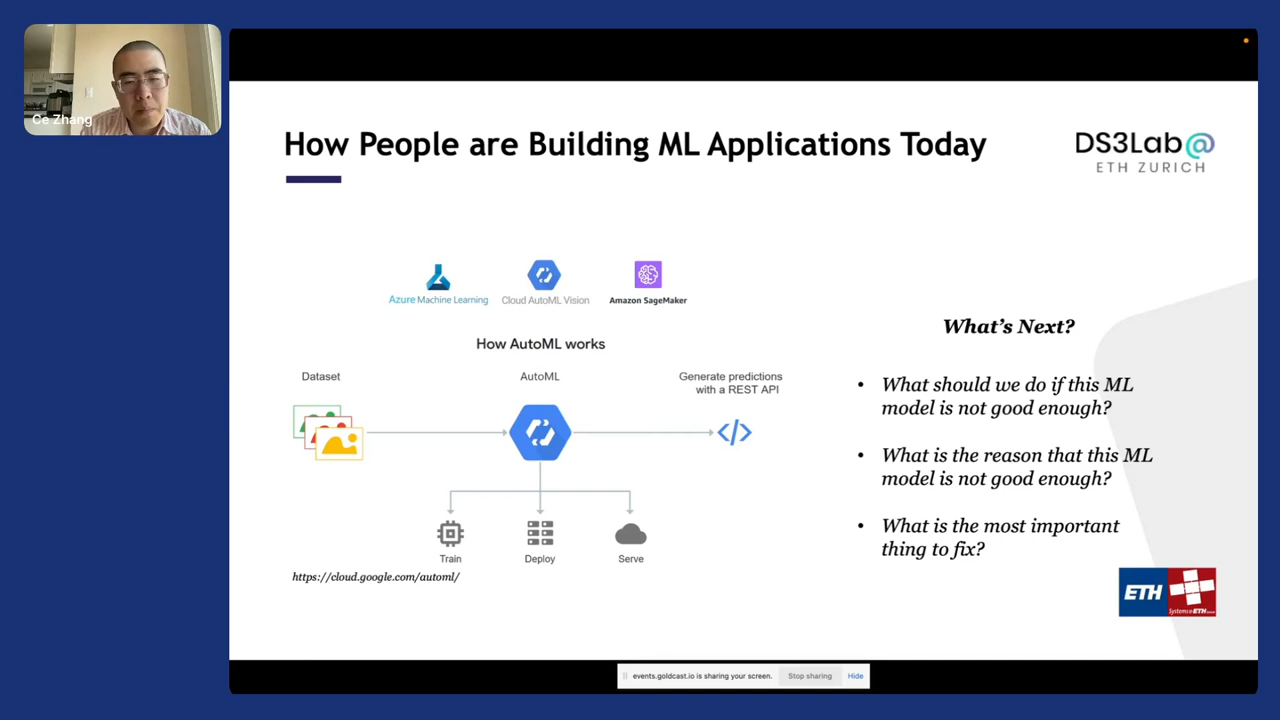 Ce Zhang
How People are Building ML Applications Today
DS3Lab@
ETH ZURICH
Azure Machine Learning
Cloud AutoML Vision
Amazon SageMaker
How AutoML works
Dataset
AutoML
Generate predictions
with a REST API
</>
Train
Deploy
Serve
https://cloud.google.com/automl/
What's Next?
• What should we do if this ML
model is not good enough?
• What is the reason that this ML
model is not good enough?
• What is the most important
thing to fix?
ETH
Systems@ETH
events.goldcast.io is sharing your screen.
Stop sharing
Hide